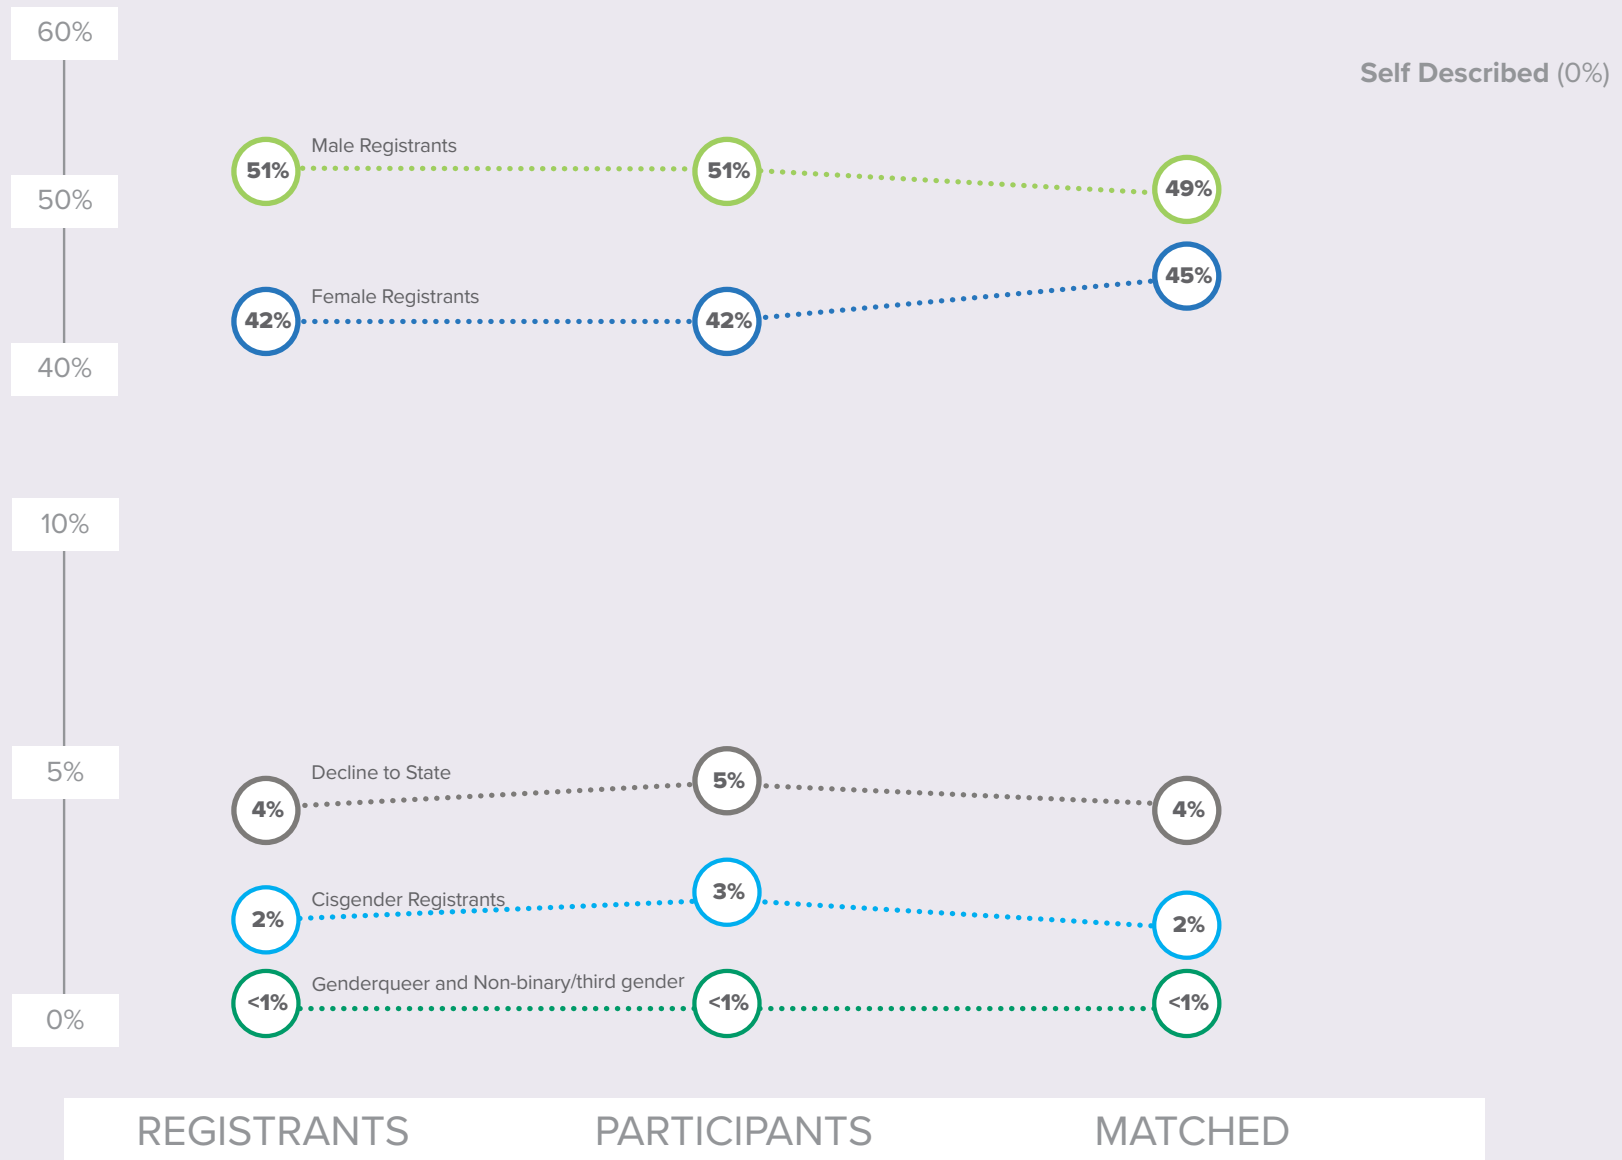 60%
Self Described (0%)
Male Registrants
51%
51%
49%
50%
Female Registrants
42%
42%
45%
40%
10%
5%
Decline to State
4%
5%
4%
Cisgender Registrants
2%
3%
2%
Genderqueer and Non-binary/third gender
<1%
<1%
<1%
0%
REGISTRANTS
PARTICIPANTS
MATCHED